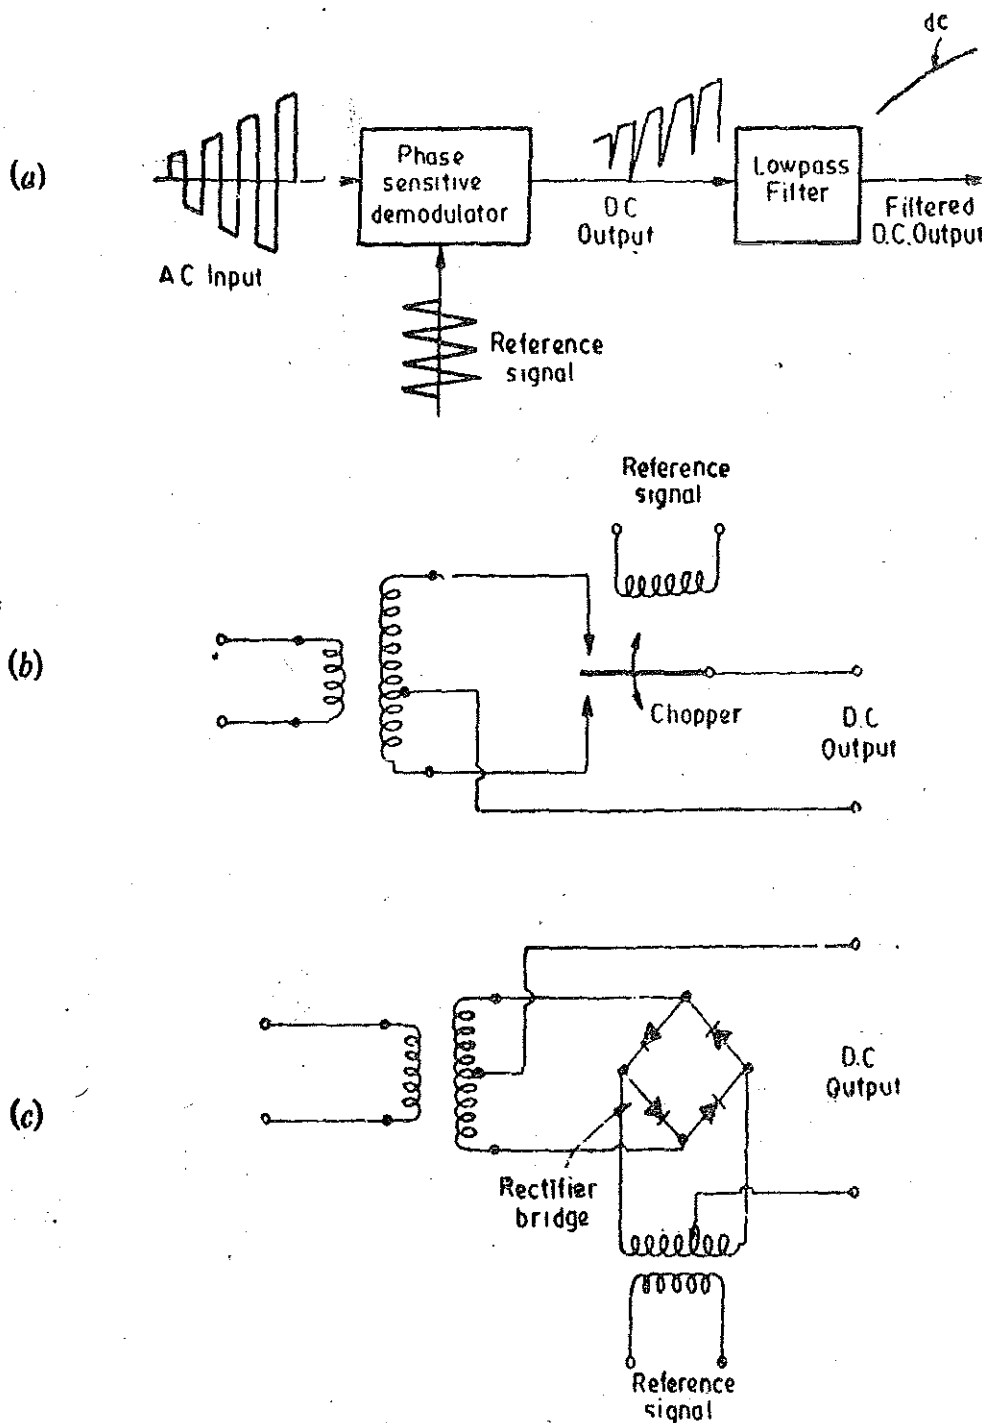 dc
(a)
Phase
sensitive
demodulator
Lowpass
Filter
AC Input
DC
Output
Filtered
D.C. Output
Reference
signal
Reference
signal
(b)
Chopper
D.C
Output
(c)
D.C
Output
Rectifier
bridge
Reference
signal